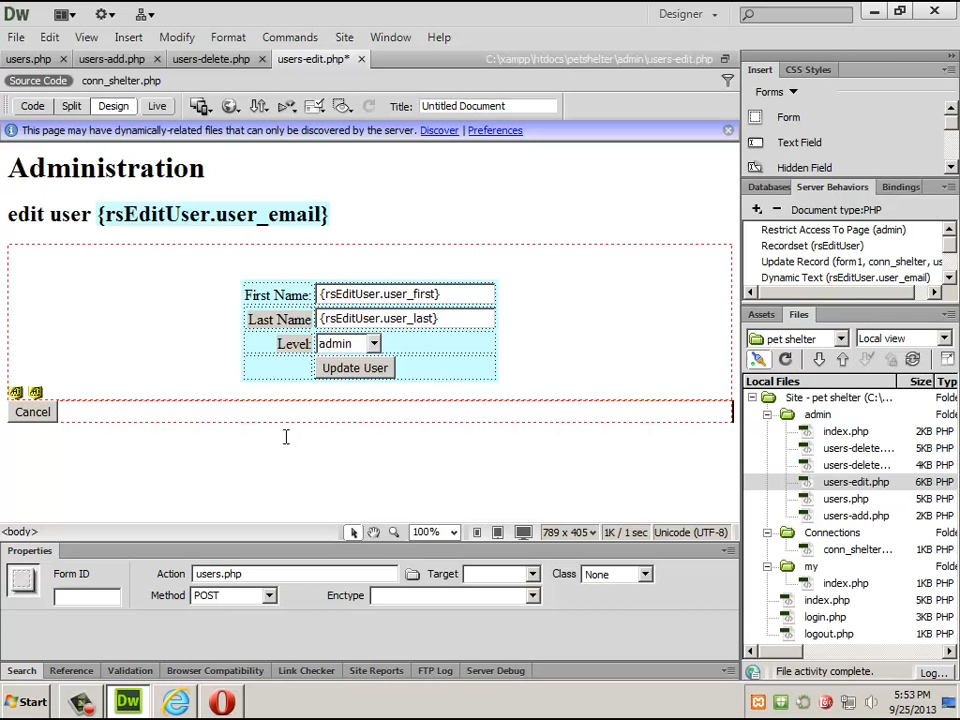 Dw
Designer
File Edit View Insert Modify Format Commands Site Window Help
users.php × users-add.php × users-delete.php × users-edit.php* × C:\xampp\htdocs\petshelter\admin\users-edit.php
Source Code conn_shelter.php
Code Split Design Live Title: Untitled Document
This page may have dynamically-related files that can only be discovered by the server. Discover | Preferences
Administration
edit user {rsEditUser.user_email}
First Name: {rsEditUser.user_first}
Last Name {rsEditUser.user_last}
Level: admin
Update User
Cancel
<body> 100% 789 x 405 1K / 1 sec Unicode (UTF-8)
Properties
Form ID Action users.php Target Class None
Method POST Enctype
Search Reference Validation Browser Compatibility Link Checker Site Reports FTP Log Server Debug
Insert CSS Styles
Forms
Form
Text Field
Hidden Field
Databases Server Behaviors Bindings
Document type:PHP
Restrict Access To Page (admin)
Recordset (rsEditUser)
Update Record (form1, conn_shelter, us
Dynamic Text (rsEditUser.user_email)
Assets Files
pet shelter Local view
Local Files Size Typ
Site - pet shelter (C:\... Folde
admin Folde
index.php 2KB PHP
users-delete.... 5KB PHP
users-delete... 4KB PHP
users-edit.php 6KB PHP
users.php 5KB PHP
users-add.php 2KB PHP
Connections Folde
conn_shelter... 1KB PHP
my Folde
index.php 1KB PHP
index.php 5KB PHP
login.php 3KB PHP
logout.php 1KB PHP
File activity complete. Log...
Start Dw 5:53 PM
9/25/2013